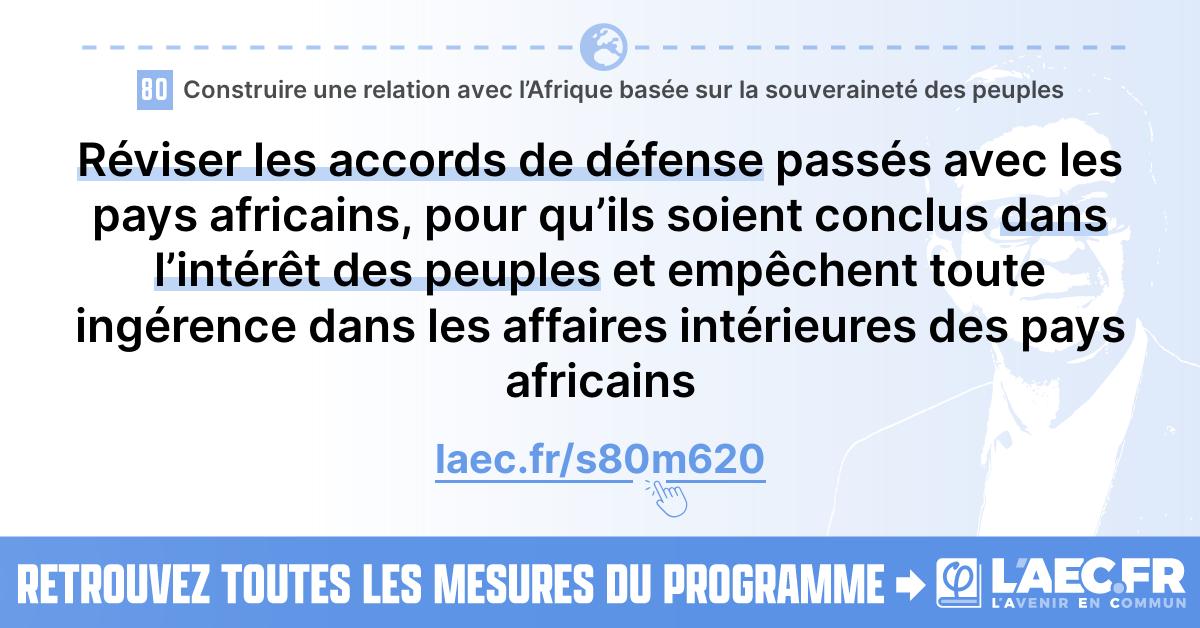 80 Construire une relation avec l’Afrique basée sur la souveraineté des peuples
Réviser les accords de défense passés avec les
pays africains, pour qu’ils soient conclus dans
l’intérêt des peuples et empêchent toute
ingérence dans les affaires intérieures des pays
africains
laec.fr/s80m620
RETROUVEZ TOUTES LES MESURES DU PROGRAMME
L'AEC.FR
L'AVENIR EN COMMUN